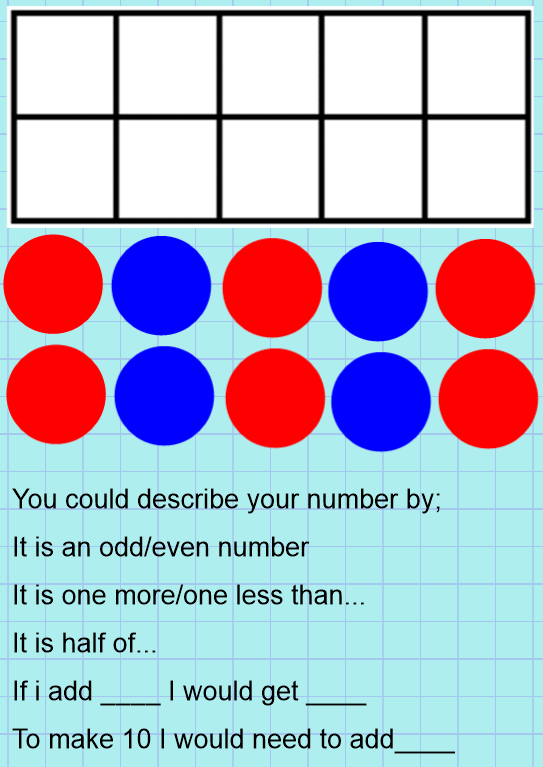 You could describe your number by;
It is an odd/even number
It is one more/one less than...
It is half of...
If i add ____ I would get ____
To make 10 I would need to add____